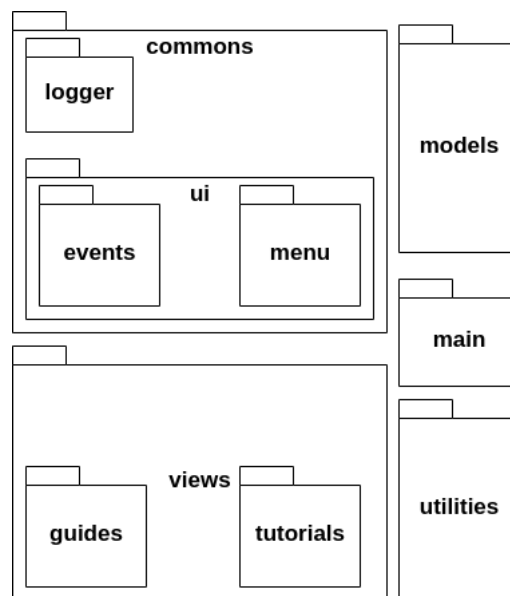 commons
logger
ui
events
menu
models
main
views
guides
tutorials
utilities